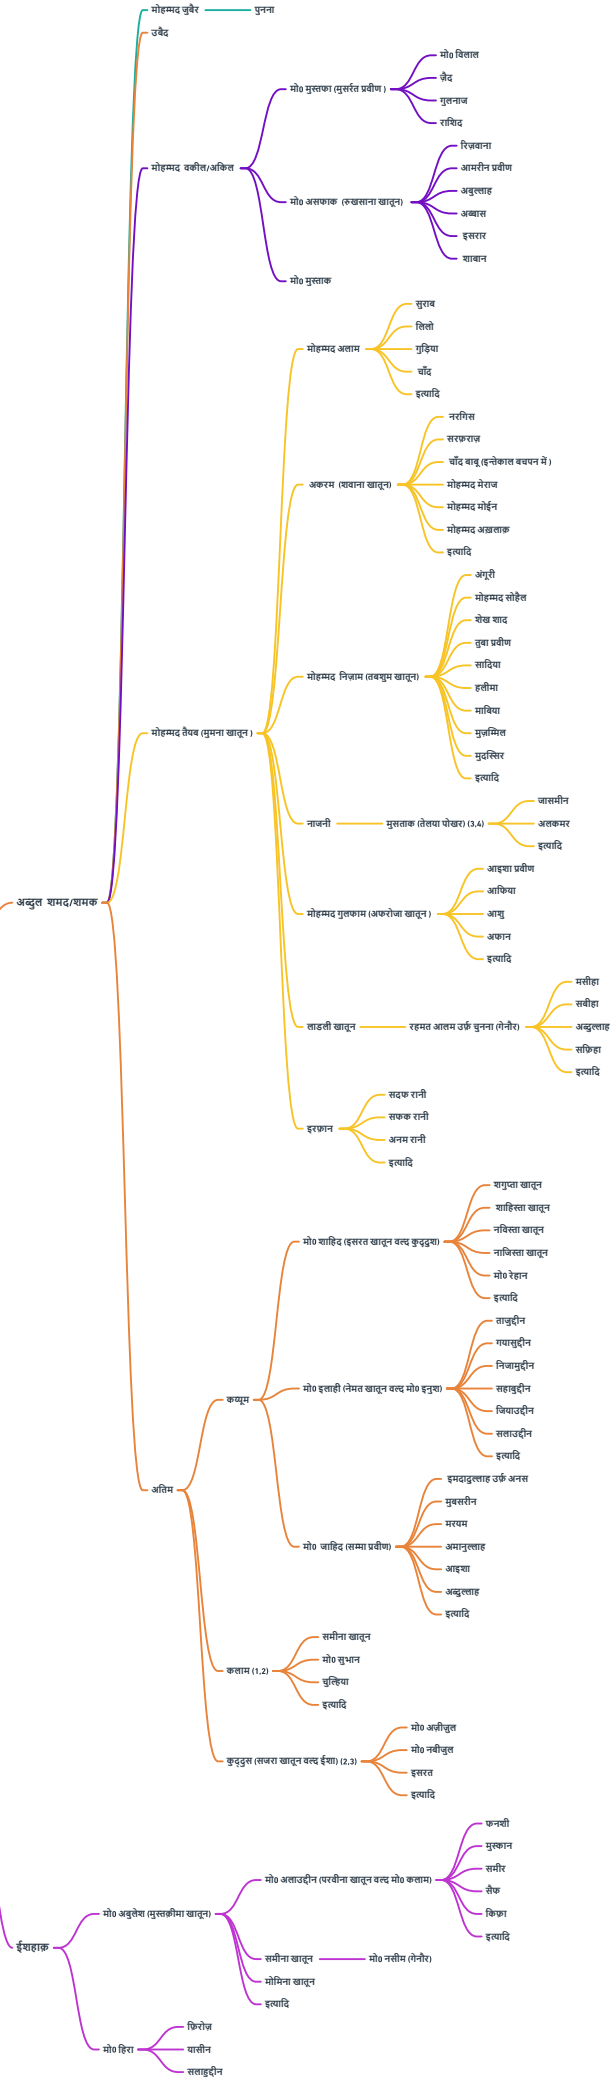 मोहम्मद जुबैर
पुनना
उबैद
मो0 विलाल
ज़ैद
मो0 मुस्तफा (मुसर्रत प्रवीण )
गुलनाज
राशिद
रिज़वाना
मोहम्मद वकील/अकिल
आमरीन प्रवीण
अबुल्लाह
मो0 असफाक (रुखसाना खातून)
अब्बास
इसरार
शाबान
मो0 मुस्ताक
सुराब
लिलो
मोहम्मद अलाम
गुड़िया
चाँद
इत्यादि
नरगिस
सरफ़राज़
चाँद बाबू (इन्तेकाल बचपन में )
अकरम (शवाना खातून)
मोहम्मद मेराज
मोहम्मद मोईन
मोहम्मद अख़लाक़
इत्यादि
अंगूरी
मोहम्मद सोहैल
शेख शाद
तुबा प्रवीण
सादिया
मोहम्मद निज़ाम (तबशुम खातून)
हलीमा
माबिया
मोहम्मद तैयब (मुमना खातून )
मुज़म्मिल
मुदस्सिर
इत्यादि
जासमीन
नाजनी
मुसताक (तेलया पोखर) (3,4)
अलकमर
इत्यादि
आइशा प्रवीण
आफिया
अब्दुल शमद/शमक
मोहम्मद गुलफाम (अफरोजा खातून )
आशु
अफान
इत्यादि
मसीहा
सबीहा
लाडली खातून
रहमत आलम उर्फ़ चुनना (गेनौर)
अब्दुल्लाह
सफ़िहा
इत्यादि
सदफ रानी
सफक रानी
इरफ़ान
अनम रानी
इत्यादि
शगुप्ता खातून
शाहिस्ता खातून
नविस्ता खातून
मो0 शाहिद (इसरत खातून वल्द कुद्दुश)
नाजिस्ता खातून
मो0 रेहान
इत्यादि
ताजुद्दीन
गयासुद्दीन
निजामुद्दीन
मो0 इलाही (नेमत खातून वल्द मो0 इनुश)
सहाबुद्दीन
कय्यूम
जियाउद्दीन
सलाउद्दीन
इत्यादि
इमदादुल्लाह उर्फ़ अनस
अतिम
मुबसरीन
मरयम
मो0 जाहिद (सम्मा प्रवीण)
अमानुल्लाह
आइशा
अब्दुल्लाह
इत्यादि
समीना खातून
मो0 सुभान
कलाम (1,2)
चुल्हिया
इत्यादि
मो0 अज़ीज़ुल
मो0 नबीजुल
कुद्दुस (सजरा खातून वल्द ईशा) (2,3)
इसरत
इत्यादि
फनशी
मुस्कान
समीर
मो0 अलाउद्दीन (परवीना खातून वल्द मो0 कलाम)
सैफ
मो0 अबुलेश (मुस्तक़ीमा खातून)
किफ़ा
इत्यादि
ईशहाक़
समीना खातून
मो0 नसीम (गेनौर)
मोमिना खातून
इत्यादि
फ़िरोज़
मो0 हिरा
यासीन
सलाहुद्दीन